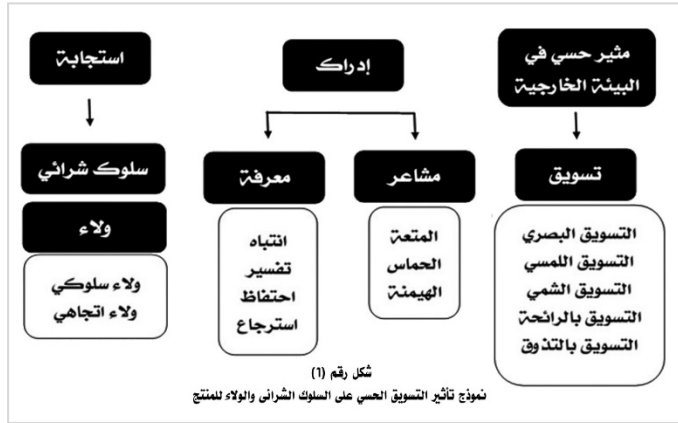 مثير حسي في
البيئة الخارجية
إدراك
استجابة
تسويق
مشاعر
معرفة
سلوك شرائي
ولاء
التسويق البصري
التسويق اللمسي
التسويق الشمي
التسويق بالرائحة
التسويق بالتذوق
المتعة
الحماس
الهيمنة
انتباه
تفسير
احتفاظ
استرجاع
ولاء سلوكي
ولاء اتجاهي
شكل رقم (1)
نموذج تأثير التسويق الحسي على السلوك الشرائى والولاء للمنتج